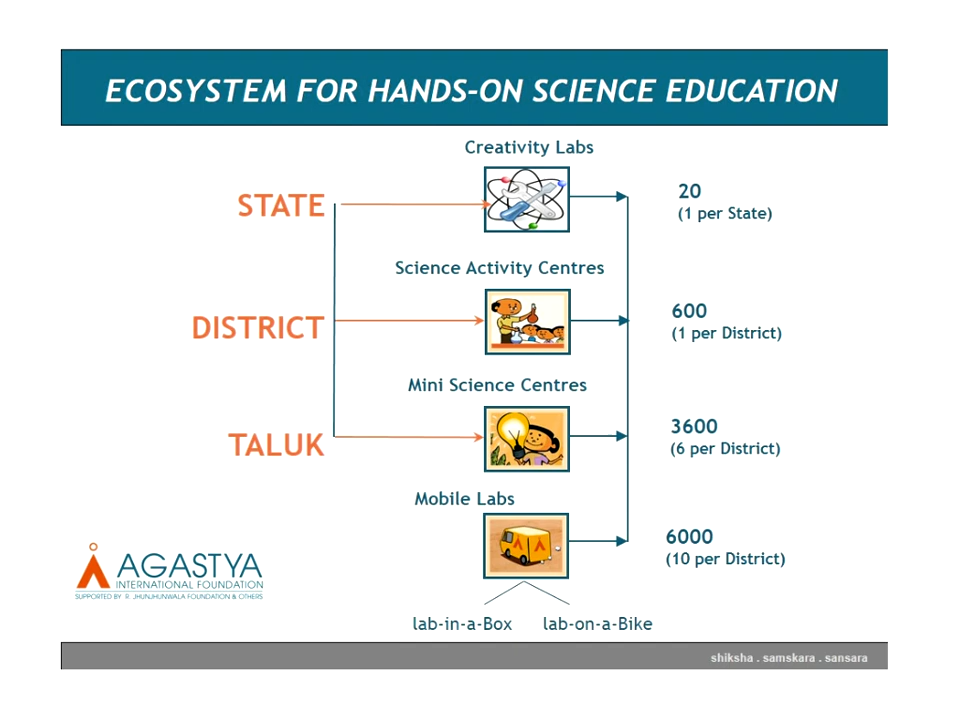 ECOSYSTEM FOR HANDS-ON SCIENCE EDUCATION
Creativity Labs
STATE
20
(1 per State)
Science Activity Centres
DISTRICT
600
(1 per District)
Mini Science Centres
TALUK
3600
(6 per District)
Mobile Labs
6000
(10 per District)
AGASTYA
INTERNATIONAL FOUNDATION
SUPPORTED BY R. JHUNJHUNWALA FOUNDATION & OTHERS
lab-in-a-Box
lab-on-a-Bike
shiksha . samskara . sansara